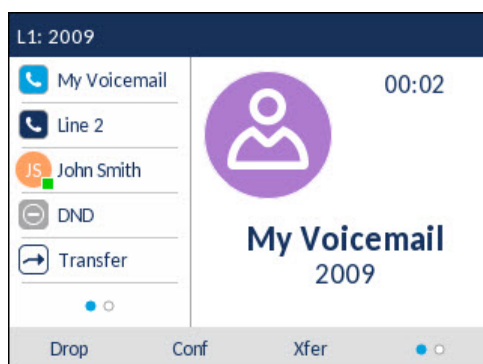 L1: 2009
My Voicemail
Line 2
JS John Smith
DND
Transfer
00:02
My Voicemail
2009
Drop Conf Xfer